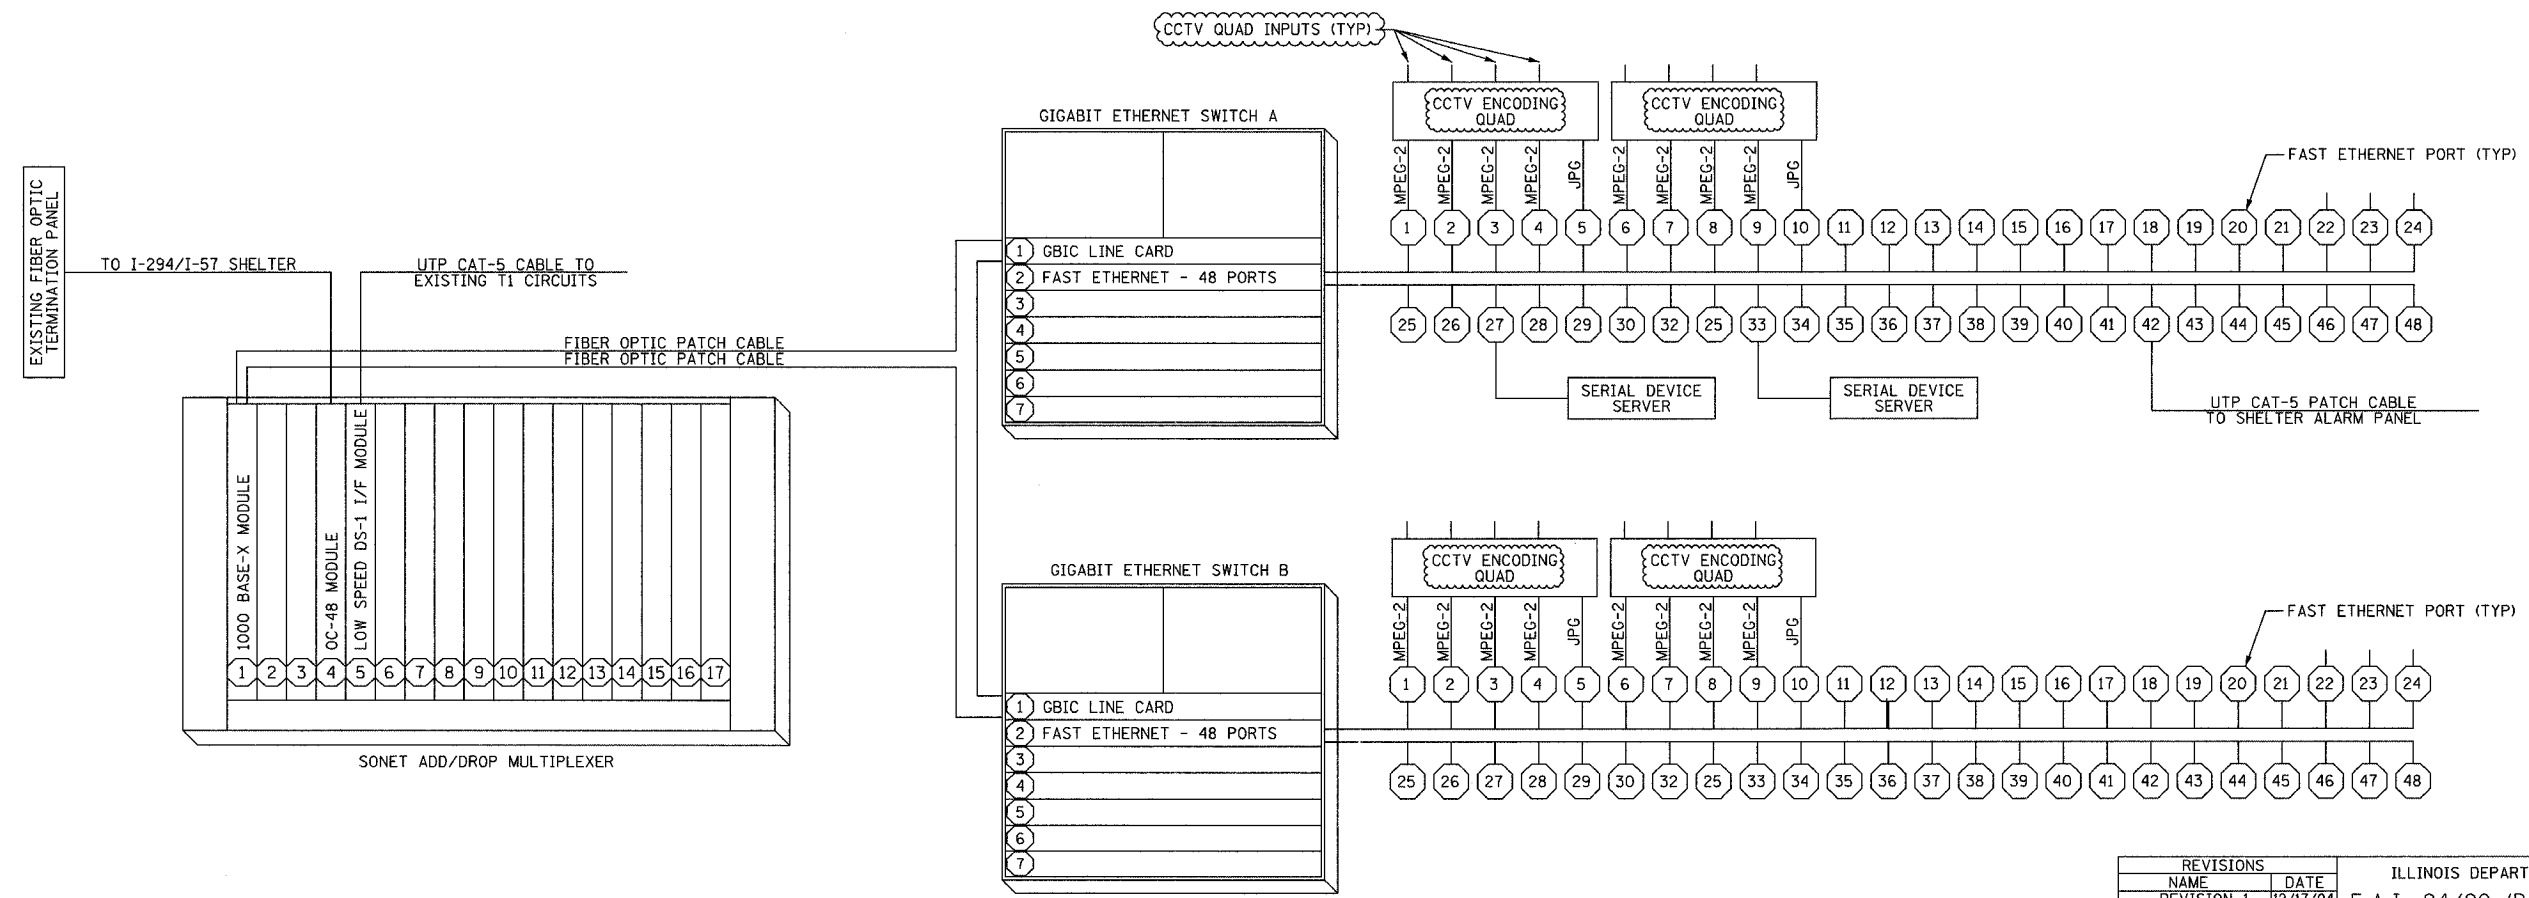 CCTV QUAD INPUTS (TYP)
GIGABIT ETHERNET SWITCH A
CCTV ENCODING
QUAD
CCTV ENCODING
QUAD
MPEG-2
MPEG-2
MPEG-2
MPEG-2
JPG
MPEG-2
MPEG-2
MPEG-2
MPEG-2
JPG
FAST ETHERNET PORT (TYP)
1 2 3 4 5 6 7 8 9 10 11 12 13 14 15 16 17 18 19 20 21 22 23 24
25 26 27 28 29 30 32 25 33 34 35 36 37 38 39 40 41 42 43 44 45 46 47 48
1 GBIC LINE CARD
2 FAST ETHERNET - 48 PORTS
3
4
5
6
7
SERIAL DEVICE
SERVER
SERIAL DEVICE
SERVER
UTP CAT-5 PATCH CABLE
TO SHELTER ALARM PANEL
EXISTING FIBER OPTIC
TERMINATION PANEL
TO I-294/I-57 SHELTER
UTP CAT-5 CABLE TO
EXISTING T1 CIRCUITS
FIBER OPTIC PATCH CABLE
FIBER OPTIC PATCH CABLE
1000 BASE-X MODULE
OC-48 MODULE
LOW SPEED DS-1 I/F MODULE
1 2 3 4 5 6 7 8 9 10 11 12 13 14 15 16 17
SONET ADD/DROP MULTIPLEXER
GIGABIT ETHERNET SWITCH B
CCTV ENCODING
QUAD
CCTV ENCODING
QUAD
MPEG-2
MPEG-2
MPEG-2
MPEG-2
JPG
MPEG-2
MPEG-2
MPEG-2
MPEG-2
JPG
FAST ETHERNET PORT (TYP)
1 2 3 4 5 6 7 8 9 10 11 12 13 14 15 16 17 18 19 20 21 22 23 24
25 26 27 28 29 30 32 25 33 34 35 36 37 38 39 40 41 42 43 44 45 46 47 48
1 GBIC LINE CARD
2 FAST ETHERNET - 48 PORTS
3
4
5
6
7
REVISIONS
NAME DATE
REVISION 1 12/17/04
ILLINOIS DEPART